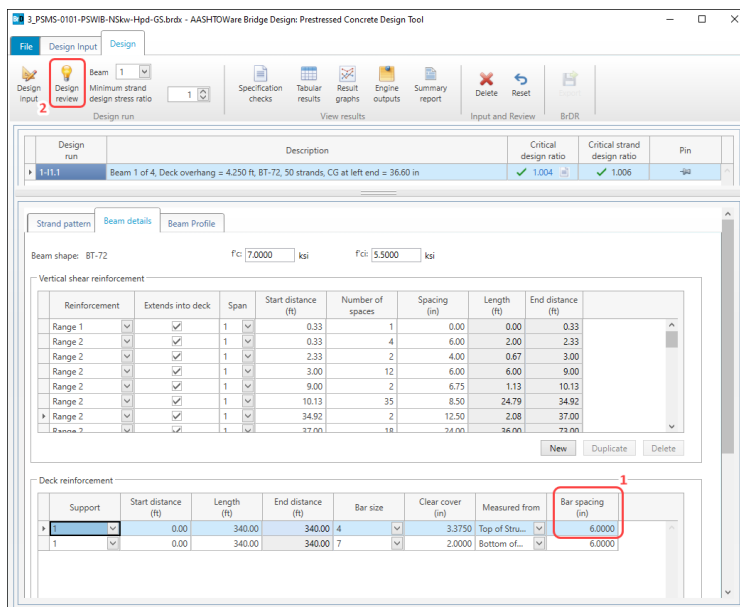 3_PSMS-0101-PSWIB-NSkw-Hpd-GS.brdx - AASHTOWare Bridge Design: Prestressed Concrete Design Tool
File Design Input Design
Design input
Design review
2
Beam 1
Minimum strand design stress ratio 1
Specification checks
Tabular results
Result graphs
Engine outputs
Summary report
Delete
Reset
Design run View results Input and Review BrDR
Design run Description Critical design ratio Critical strand design ratio Pin
1-I1.1 Beam 1 of 4, Deck overhang = 4.250 ft, BT-72, 50 strands, CG at left end = 36.60 in 1.004 1.006
Strand pattern Beam details Beam Profile
Beam shape: BT-72 f'c: 7.0000 ksi f'ci: 5.5000 ksi
Vertical shear reinforcement
Reinforcement Extends into deck Span Start distance (ft) Number of spaces Spacing (in) Length (ft) End distance (ft)
Range 1 1 0.33 1 0.00 0.00 0.33
Range 2 1 0.33 4 6.00 2.00 2.33
Range 2 1 2.33 2 4.00 0.67 3.00
Range 2 1 3.00 12 6.00 6.00 9.00
Range 2 1 9.00 2 6.75 1.13 10.13
Range 2 1 10.13 35 8.50 24.79 34.92
Range 2 1 34.92 2 12.50 2.08 37.00
Range 2 1 37.00 18 24.00 36.00 73.00
New Duplicate Delete
Deck reinforcement
1
Support Start distance (ft) Length (ft) End distance (ft) Bar size Clear cover (in) Measured from Bar spacing (in)
1 0.00 340.00 340.00 4 3.3750 Top of Stru... 6.0000
1 0.00 340.00 340.00 7 2.0000 Bottom of... 6.0000